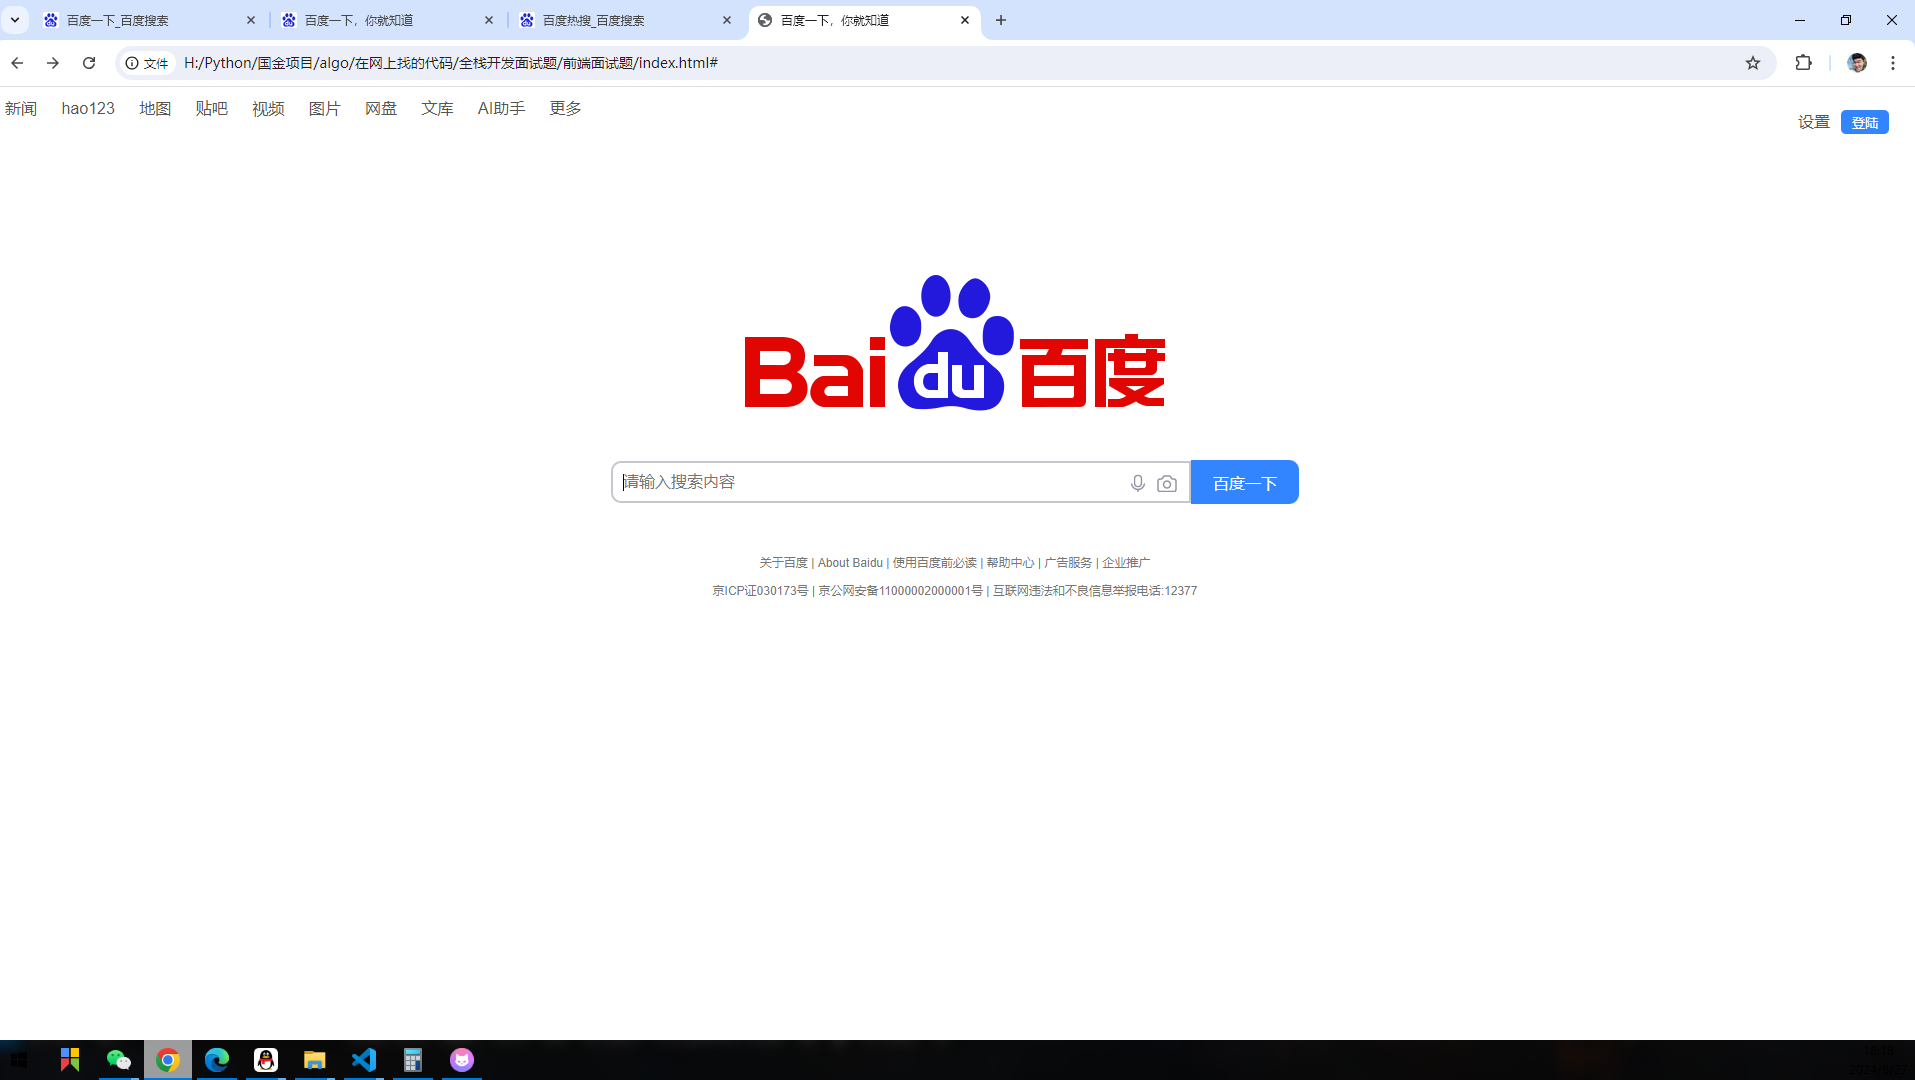 百度一下_百度搜索
百度一下，你就知道
百度热搜_百度搜索
百度一下，你就知道
文件
H:/Python/国金项目/algo/在网上找的代码/全栈开发面试题/前端面试题/index.html#
新闻 hao123 地图 贴吧 视频 图片 网盘 文库 AI助手 更多
设置 登陆
Bai du 百度
请输入搜索内容
百度一下
关于百度 | About Baidu | 使用百度前必读 | 帮助中心 | 广告服务 | 企业推广
京ICP证030173号 | 京公网安备11000002000001号 | 互联网违法和不良信息举报电话:12377